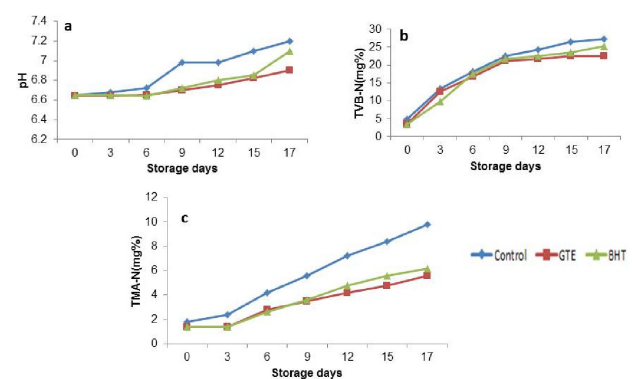 a
pH
7.4
7.2
7
6.8
6.6
6.4
6.2
0 3 6 9 12 15 17
Storage days
b
TVB-N(mg%)
30
25
20
15
10
5
0
0 3 6 9 12 15 17
Storage days
c
TMA-N(mg%)
12
10
8
6
4
2
0
0 3 6 9 12 15 17
Storage days
Control GTE BHT